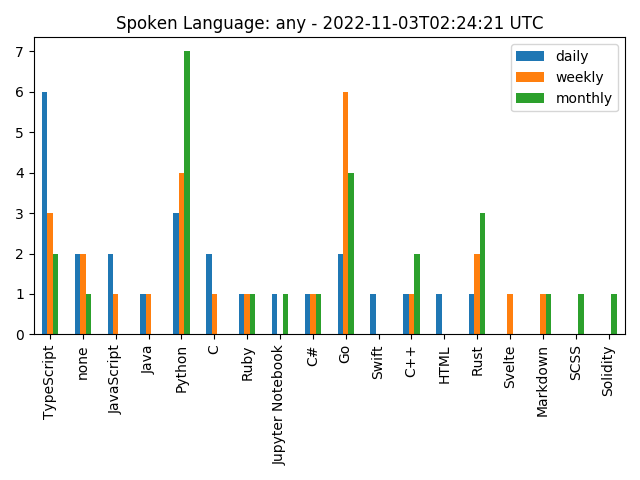 Spoken Language: any - 2022-11-03T02:24:21 UTC
daily
weekly
monthly
7
6
5
4
3
2
1
0
TypeScript
none
JavaScript
Java
Python
C
Ruby
Jupyter Notebook
C#
Go
Swift
C++
HTML
Rust
Svelte
Markdown
SCSS
Solidity